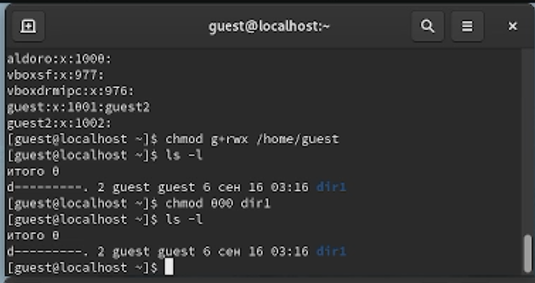 guest@localhost:~
aldoro:x:1000:
vboxsf:x:977:
vboxdrmipc:x:976:
guest:x:1001:guest2
guest2:x:1002:
[guest@localhost ~]$ chmod g+rwx /home/guest
[guest@localhost ~]$ ls -l
итого 0
d---------. 2 guest guest 6 сен 16 03:16 dir1
[guest@localhost ~]$ chmod 000 dir1
[guest@localhost ~]$ ls -l
итого 0
d---------. 2 guest guest 6 сен 16 03:16 dir1
[guest@localhost ~]$